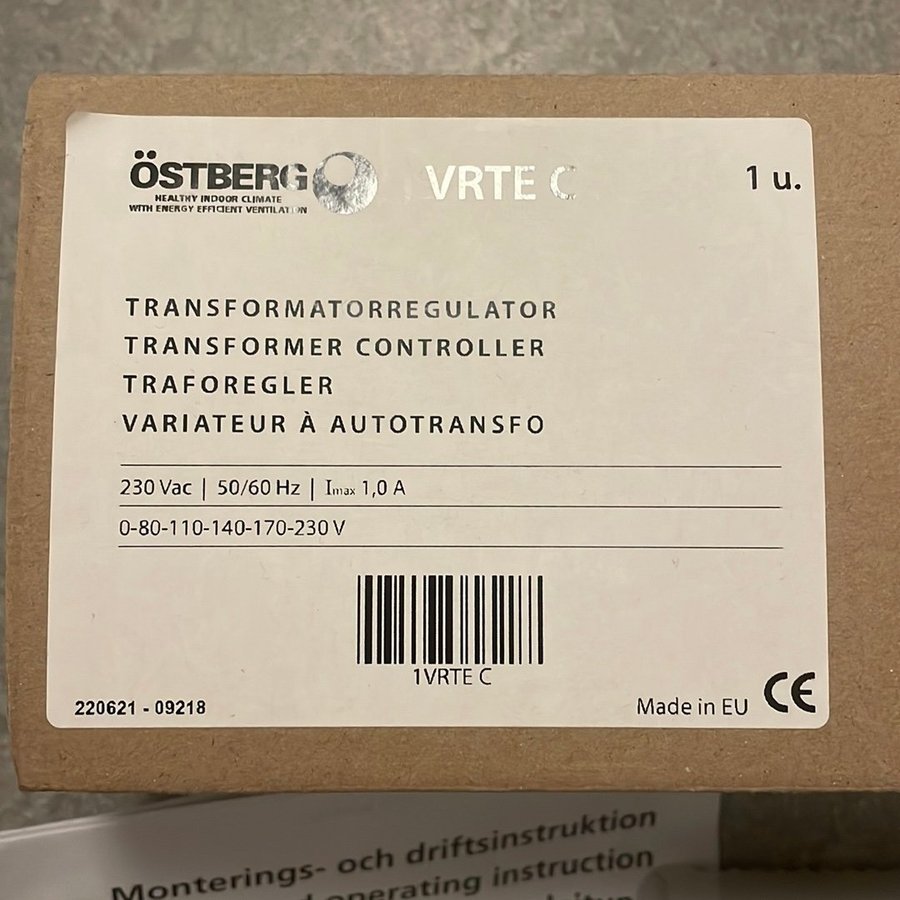 ÖSTBERG
HEALTHY INDOOR CLIMATE
WITH ENERGY EFFICIENT VENTILATION
VRTE C
1 u.
TRANSFORMATORREGULATOR
TRANSFORMER CONTROLLER
TRAFOREGLER
VARIATEUR À AUTOTRANSFO
230 Vac | 50/60 Hz | Imax 1,0 A
0-80-110-140-170-230 V
1VRTE C
220621 - 09218
Made in EU CE
Monterings- och driftsinstruktion
operating instruction